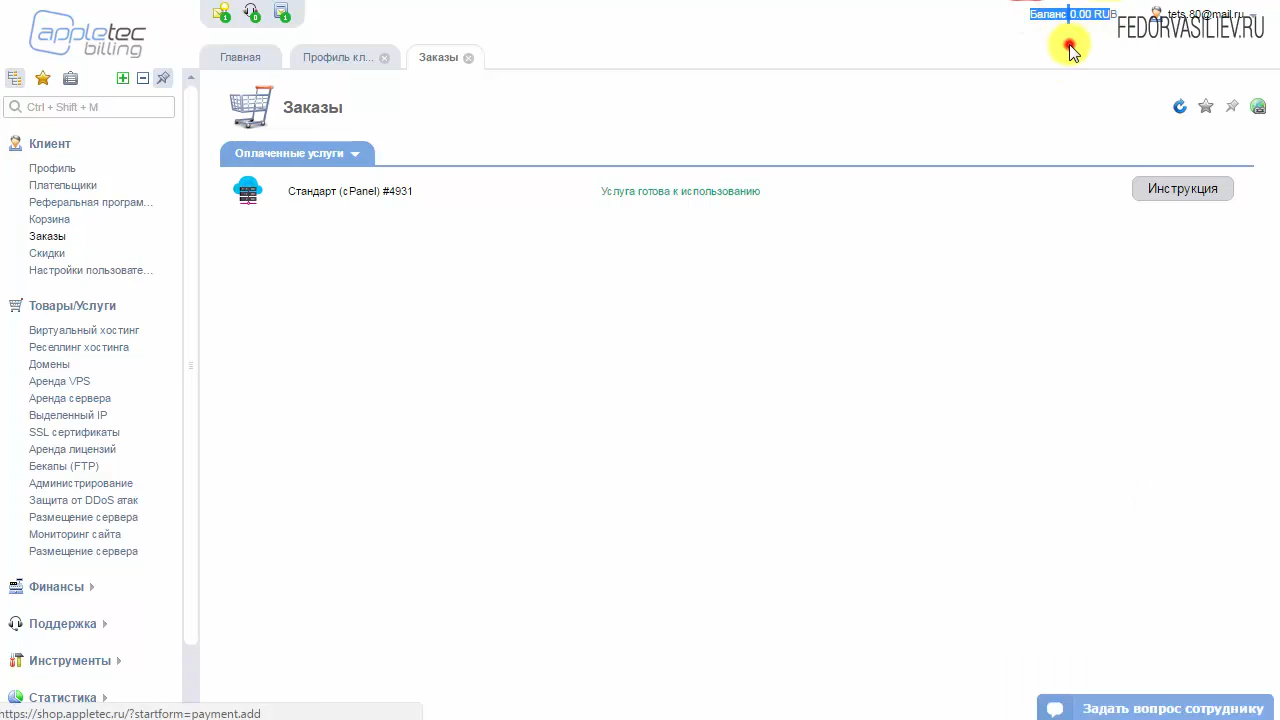 appletec
billing
1
0
1
Баланс 0.00 RUB
tets.80@mail.ru
FEDORVASILIEV.RU
Главная
Профиль кл...
Заказы
Ctrl + Shift + M
Заказы
Оплаченные услуги
Стандарт (cPanel) #4931
Услуга готова к использованию
Инструкция
Клиент
Профиль
Плательщики
Реферальная програм...
Корзина
Заказы
Скидки
Настройки пользовате...
Товары/Услуги
Виртуальный хостинг
Реселлинг хостинга
Домены
Аренда VPS
Аренда сервера
Выделенный IP
SSL сертификаты
Аренда лицензий
Бекапы (FTP)
Администрирование
Защита от DDoS атак
Размещение сервера
Мониторинг сайта
Размещение сервера
Финансы
Поддержка
Инструменты
Статистика
https://shop.appletec.ru/?startform=payment.add
Задать вопрос сотруднику